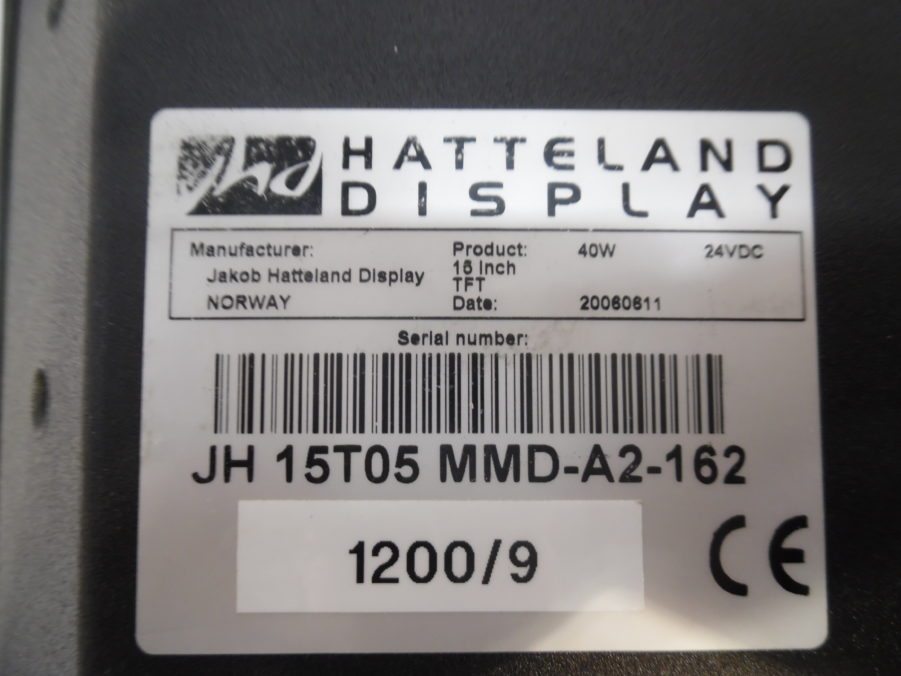 jhd HATTELAND
DISPLAY
Manufacturer: Product: 40W 24VDC
Jakob Hatteland Display 15 inch
TFT
NORWAY Date: 20060611
Serial number:
JH 15T05 MMD-A2-162
1200/9
CE